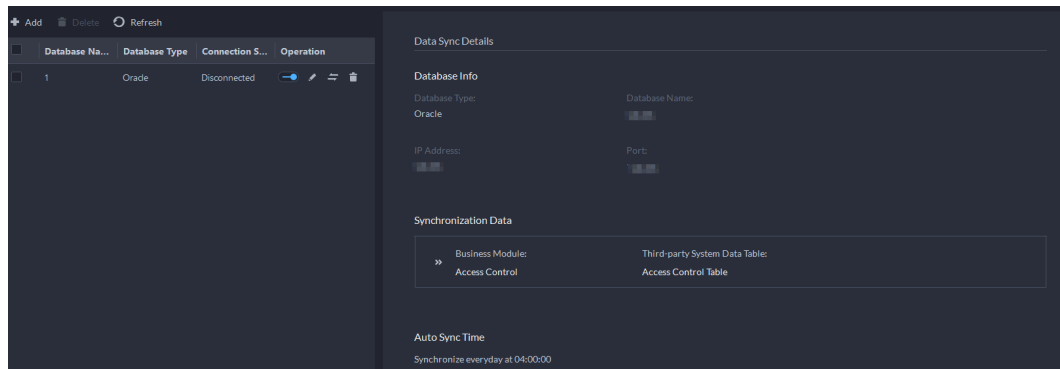 Add Delete Refresh
Database Na... Database Type Connection S... Operation
1 Oracle Disconnected
Data Sync Details
Database Info
Database Type: Database Name:
Oracle
IP Address: Port:
Synchronization Data
Business Module: Third-party System Data Table:
Access Control Access Control Table
Auto Sync Time
Synchronize everyday at 04:00:00